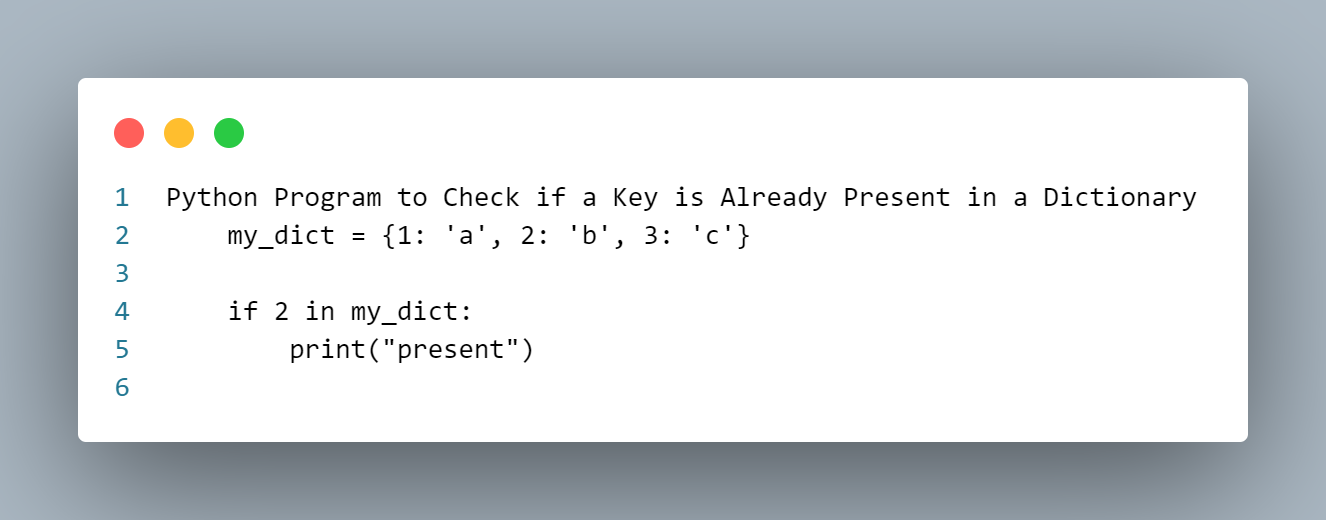 1 Python Program to Check if a Key is Already Present in a Dictionary
2     my_dict = {1: 'a', 2: 'b', 3: 'c'}
3
4     if 2 in my_dict:
5         print("present")
6